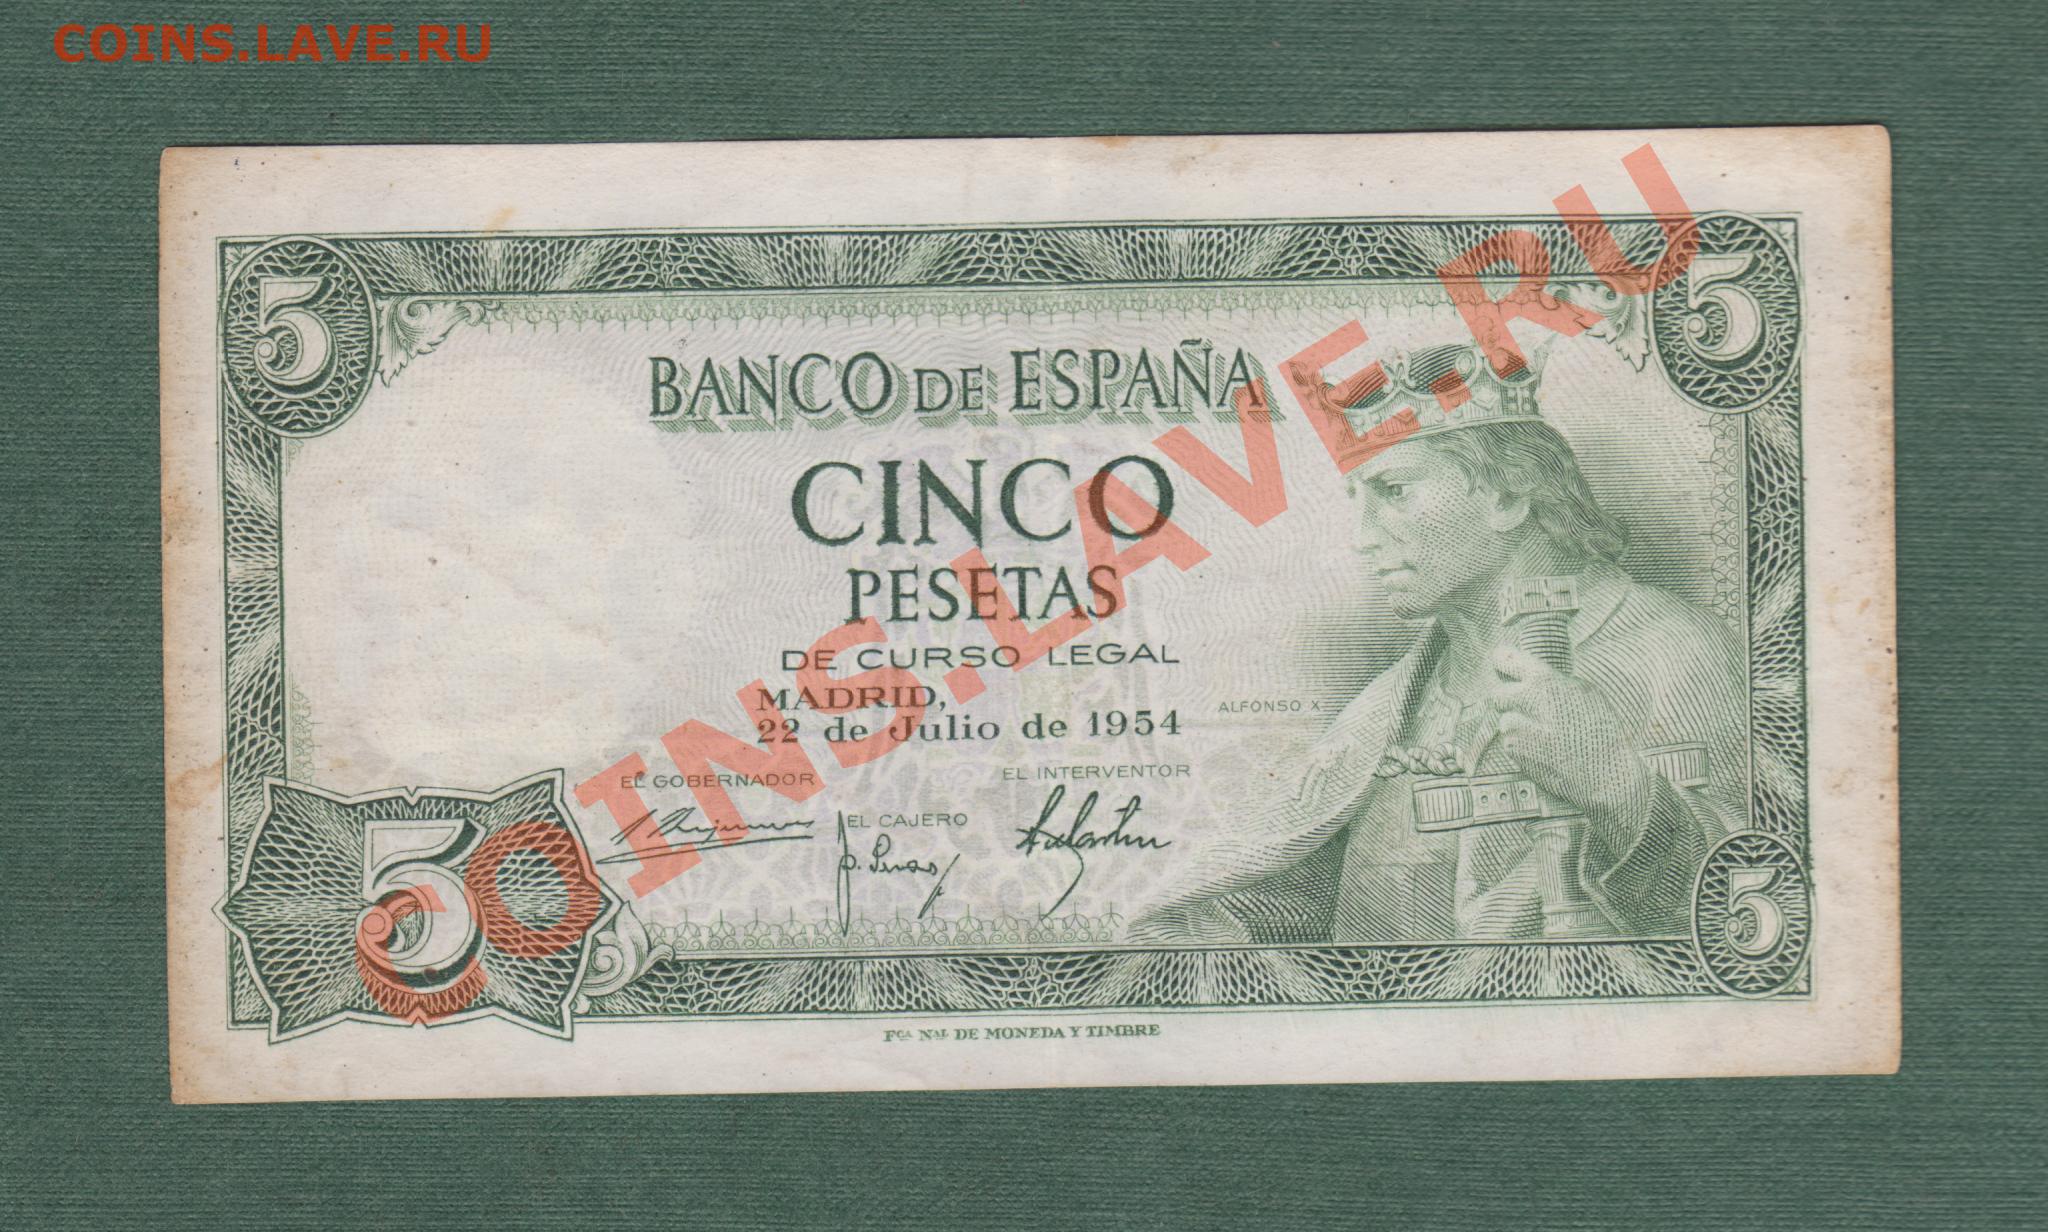 COINS.LAVE.RU
5
5
BANCO DE ESPAÑA
CINCO
PESETAS
DE CURSO LEGAL
MADRID,
22 de Julio de 1954
ALFONSO X
EL GOBERNADOR
EL INTERVENTOR
EL CAJERO
5
5
Fca Nal DE MONEDA Y TIMBRE
COINS.LAVE.RU